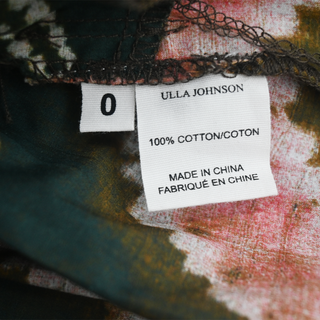 0
ULLA JOHNSON
100% COTTON/COTON
MADE IN CHINA
FABRIQUÉ EN CHINE